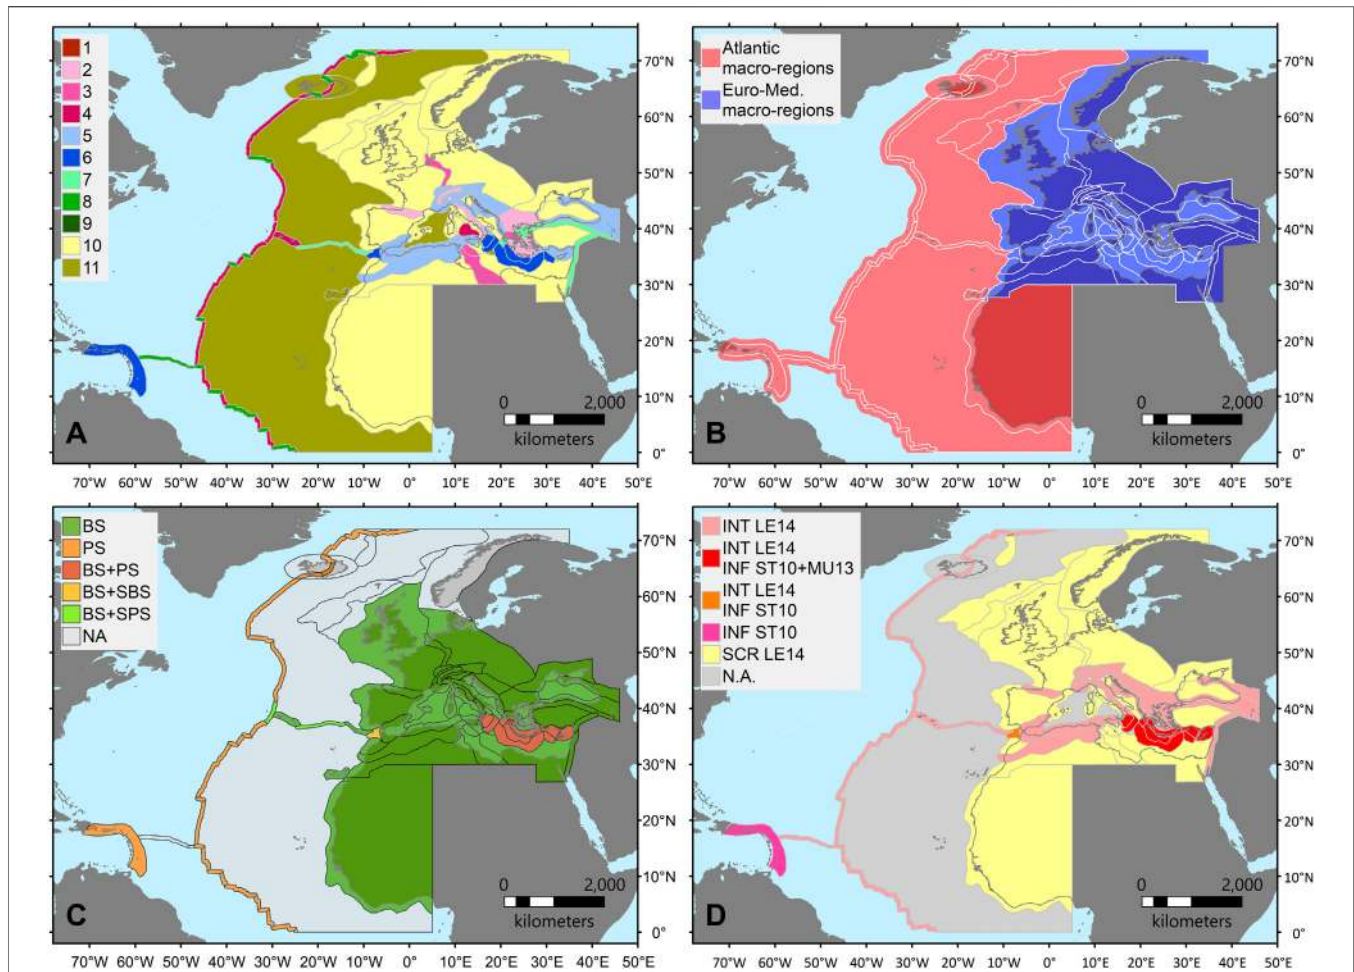 1
2
3
4
5
6
7
8
9
10
11
A
0 2,000
kilometers
70°W 60°W 50°W 40°W 30°W 20°W 10°W 0° 10°E 20°E 30°E 40°E 50°E
70°N
60°N
50°N
40°N
30°N
20°N
10°N
0°
Atlantic
macro-regions
Euro-Med.
macro-regions
B
0 2,000
kilometers
70°W 60°W 50°W 40°W 30°W 20°W 10°W 0° 10°E 20°E 30°E 40°E 50°E
70°N
60°N
50°N
40°N
30°N
20°N
10°N
0°
BS
PS
BS+PS
BS+SBS
BS+SPS
NA
C
0 2,000
kilometers
70°W 60°W 50°W 40°W 30°W 20°W 10°W 0° 10°E 20°E 30°E 40°E 50°E
70°N
60°N
50°N
40°N
30°N
20°N
10°N
0°
INT LE14
INT LE14
INF ST10+MU13
INT LE14
INF ST10
INF ST10
SCR LE14
N.A.
D
0 2,000
kilometers
70°W 60°W 50°W 40°W 30°W 20°W 10°W 0° 10°E 20°E 30°E 40°E 50°E
70°N
60°N
50°N
40°N
30°N
20°N
10°N
0°